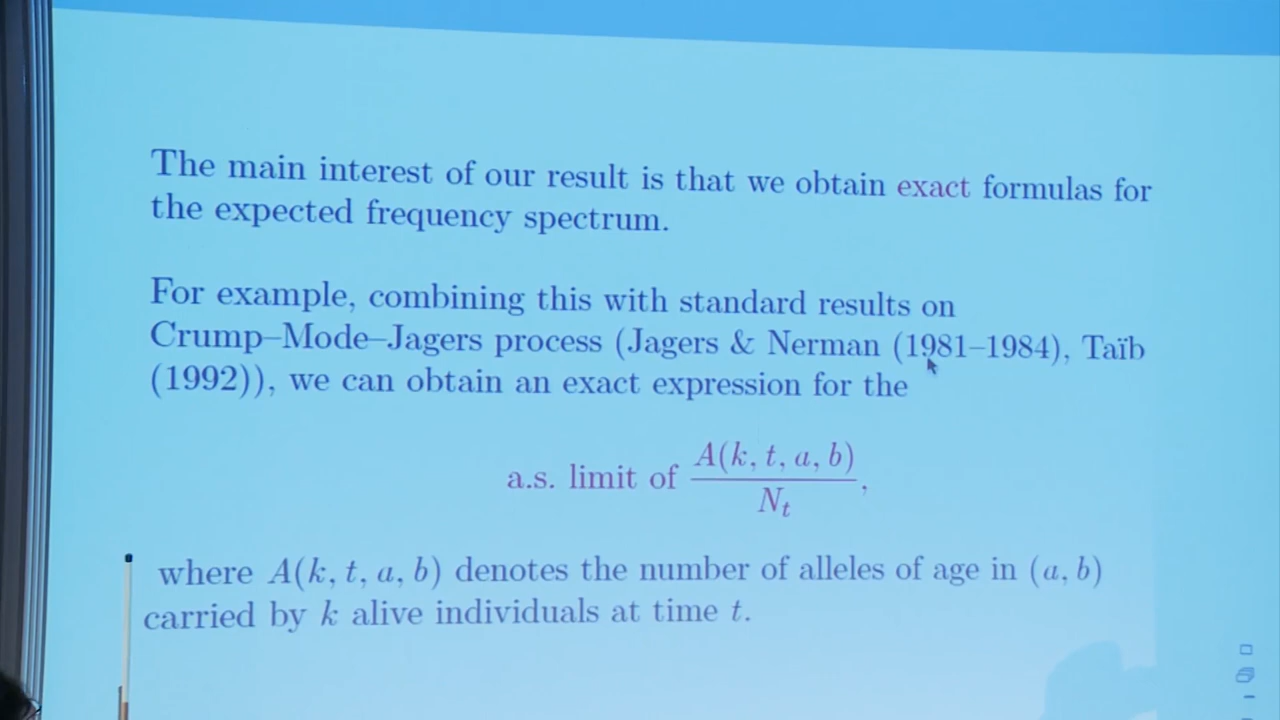 The main interest of our result is that we obtain exact formulas for
the expected frequency spectrum.
For example, combining this with standard results on
Crump–Mode–Jagers process (Jagers & Nerman (1981–1984), Taïb
(1992)), we can obtain an exact expression for the
a.s. limit of A(k, t, a, b) / N_t,
where A(k, t, a, b) denotes the number of alleles of age in (a, b)
carried by k alive individuals at time t.